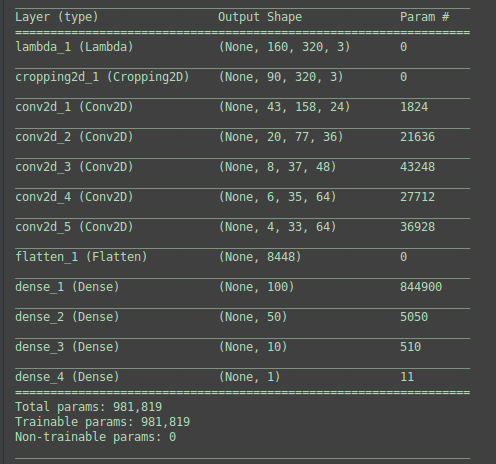 Layer (type) Output Shape Param #
=================================================================
lambda_1 (Lambda) (None, 160, 320, 3) 0
cropping2d_1 (Cropping2D) (None, 90, 320, 3) 0
conv2d_1 (Conv2D) (None, 43, 158, 24) 1824
conv2d_2 (Conv2D) (None, 20, 77, 36) 21636
conv2d_3 (Conv2D) (None, 8, 37, 48) 43248
conv2d_4 (Conv2D) (None, 6, 35, 64) 27712
conv2d_5 (Conv2D) (None, 4, 33, 64) 36928
flatten_1 (Flatten) (None, 8448) 0
dense_1 (Dense) (None, 100) 844900
dense_2 (Dense) (None, 50) 5050
dense_3 (Dense) (None, 10) 510
dense_4 (Dense) (None, 1) 11
=================================================================
Total params: 981,819
Trainable params: 981,819
Non-trainable params: 0